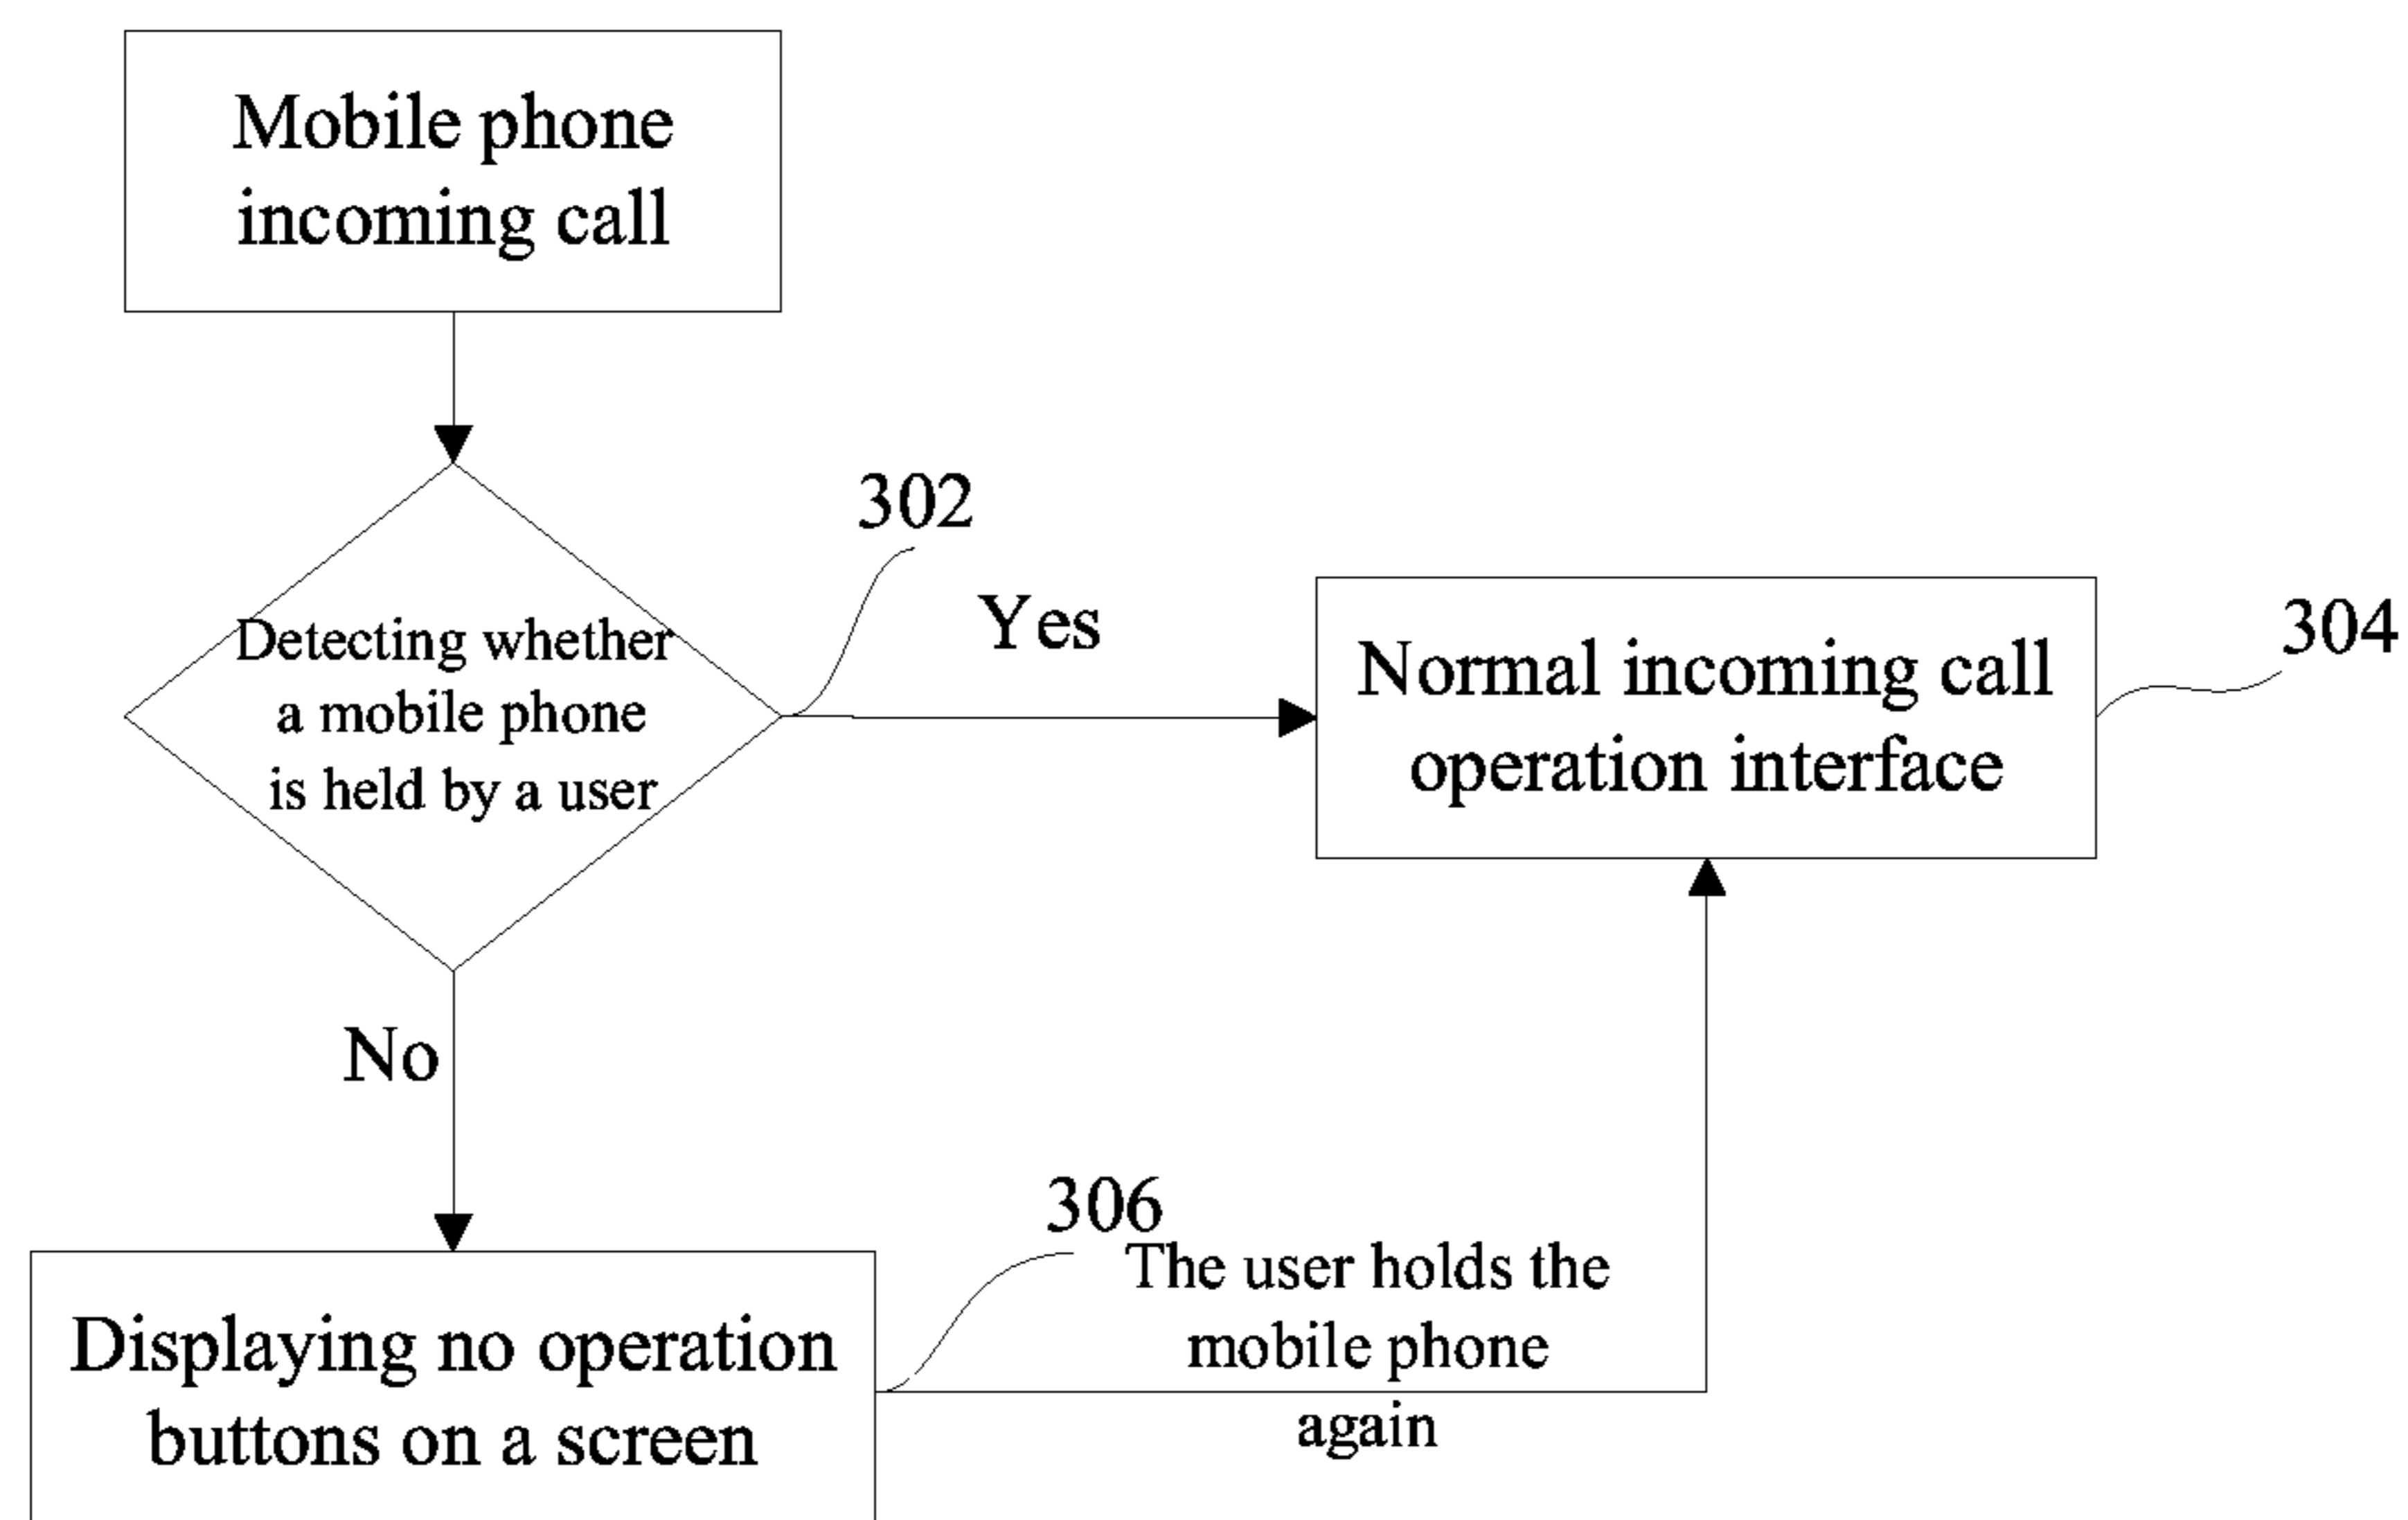 Mobile phone
incoming call
302
Yes
Detecting whether
a mobile phone
is held by a user
304
Normal incoming call
operation interface
No
306
The user holds the
mobile phone
again
Displaying no operation
buttons on a screen